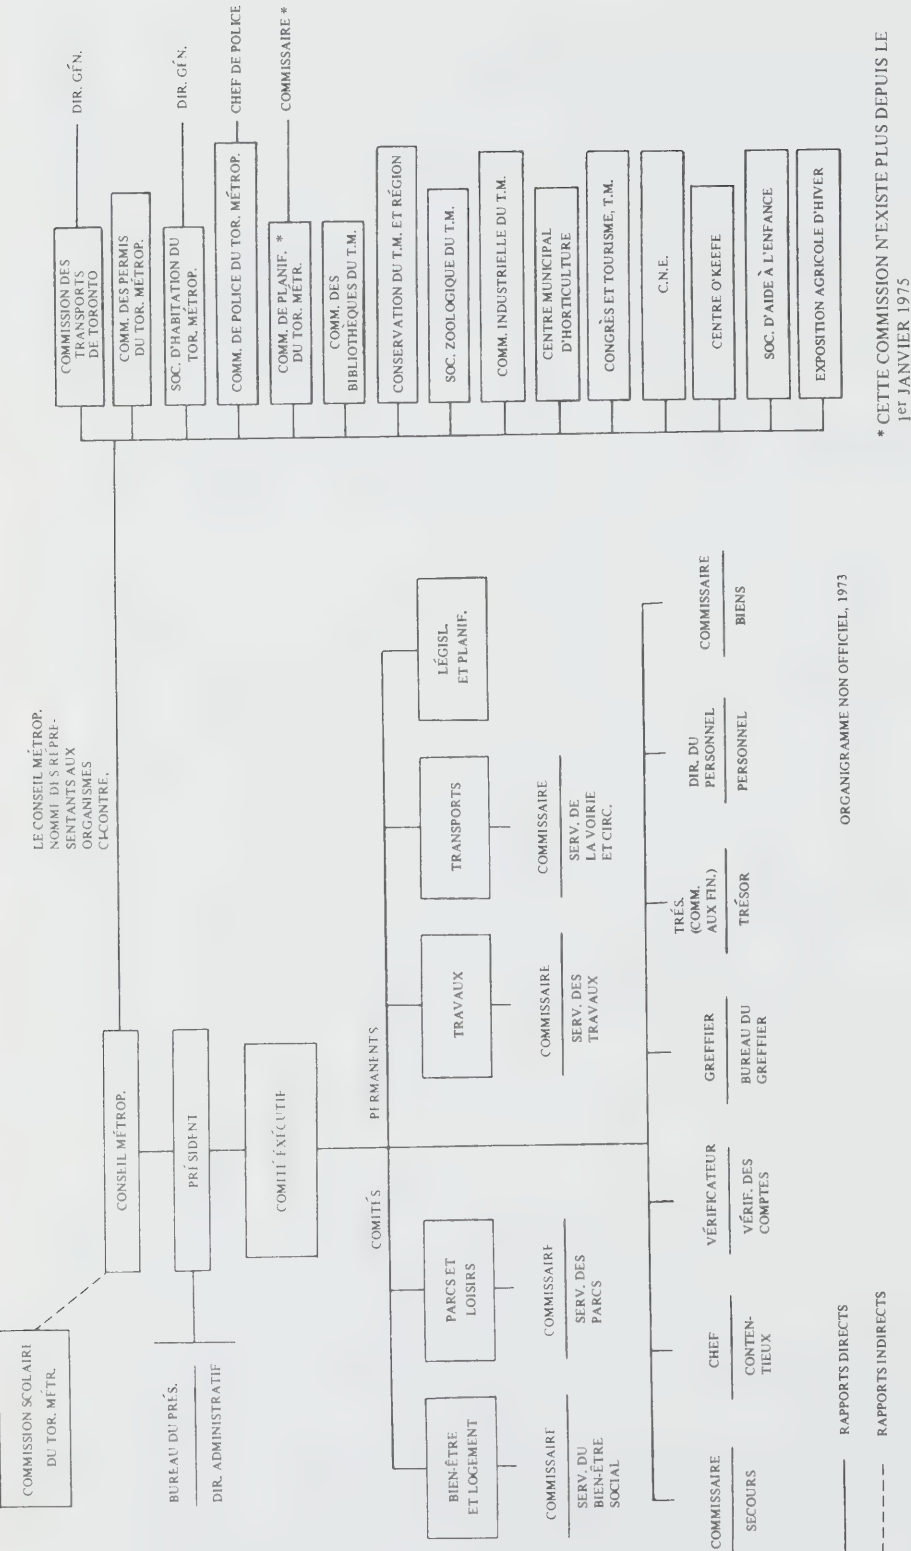 COMMISSION SCOLAIRE
DU TOR. MÉTR.
CONSEIL MÉTROP.
LE CONSEIL MÉTROP.
NOMME DES REPRÉ-
SENTANTS AUX
ORGANISMES
CI-CONTRE.
BUREAU DU PRÉS.
DIR. ADMINISTRATIF
PRÉSIDENT
COMITÉ EXÉCUTIF
COMITÉS
PERMANENTS
BIEN-ÊTRE
ET LOGEMENT
PARCS ET
LOISIRS
TRAVAUX
TRANSPORTS
LÉGISL.
ET PLANIF.
COMMISSAIRE
SERV. DU
BIEN-ÊTRE
SOCIAL
COMMISSAIRE
SERV. DES
PARCS
COMMISSAIRE
SERV. DES
TRAVAUX
COMMISSAIRE
SERV. DE
LA VOIRIE
ET CIRC.
COMMISSAIRE
SECOURS
CHEF
CONTEN-
TIEUX
VÉRIFICATEUR
VÉRIF. DES
COMPTES
GREFFIER
BUREAU DU
GREFFIER
TRÉS.
(COMM.
AUX FIN.)
TRÉSOR
DIR. DU
PERSONNEL
PERSONNEL
COMMISSAIRE
BIENS
COMMISSION DES
TRANSPORTS
DE TORONTO
DIR. GÉN.
COMM. DES PERMIS
DU TOR. MÉTROP.
SOC. D'HABITATION DU
TOR. MÉTROP.
DIR. GÉN.
COMM. DE POLICE DU TOR. MÉTROP.
CHEF DE POLICE
COMM. DE PLANIF. *
DU TOR. MÉTR.
COMMISSAIRE *
COMM. DES
BIBLIOTHÈQUES DU T.M.
CONSERVATION DU T.M. ET RÉGION
SOC. ZOOLOGIQUE DU T.M.
COMM. INDUSTRIELLE DU T.M.
CENTRE MUNICIPAL
D'HORTICULTURE
CONGRÈS ET TOURISME, T.M.
C.N.E.
CENTRE O'KEEFE
SOC. D'AIDE À L'ENFANCE
EXPOSITION AGRICOLE D'HIVER
RAPPORTS DIRECTS
RAPPORTS INDIRECTS
ORGANIGRAMME NON OFFICIEL, 1973
* CETTE COMMISSION N'EXISTE PLUS DEPUIS LE
1er JANVIER 1975